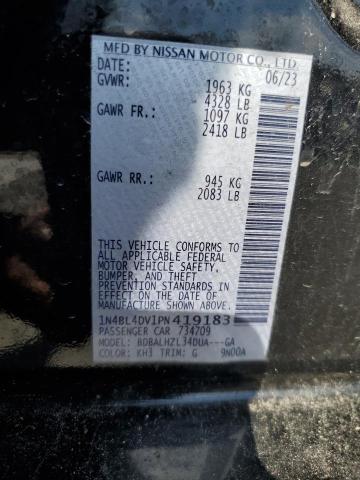 MFD BY NISSAN MOTOR CO., LTD.
DATE: 06/23
GVWR: 1963 KG
4328 LB
GAWR FR.: 1097 KG
2418 LB
GAWR RR.: 945 KG
2083 LB
THIS VEHICLE CONFORMS TO
ALL APPLICABLE FEDERAL
MOTOR VEHICLE SAFETY,
BUMPER, AND THEFT
PREVENTION STANDARDS
IN EFFECT ON THE DATE
OF MANUFACTURE
SHOWN ABOVE.
1N4BL4DV1PN419183
PASSENGER CAR 734709
MODEL: BDBALHZL34DUA---GA
COLOR: KH3 TRIM: G 9N00A